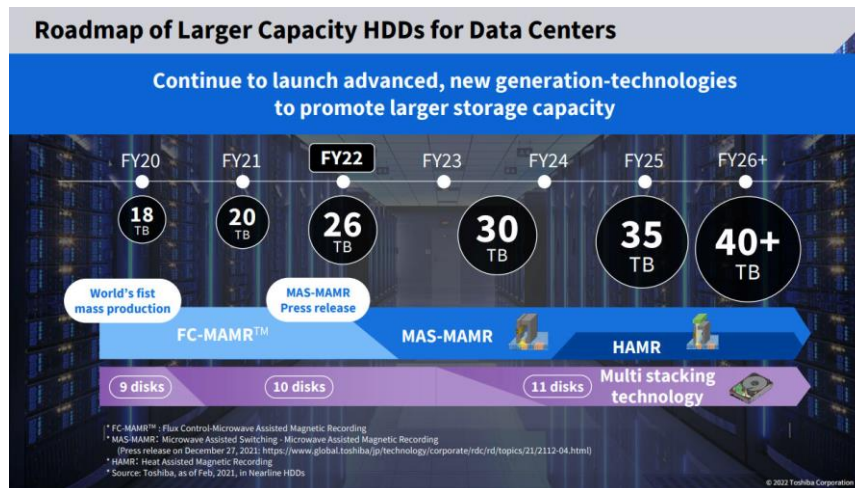 Roadmap of Larger Capacity HDDs for Data Centers
Continue to launch advanced, new generation-technologies
to promote larger storage capacity
FY20
FY21
FY22
FY23
FY24
FY25
FY26+
18
TB
20
TB
26
TB
30
TB
35
TB
40+
TB
World's fist
mass production
MAS-MAMR
Press release
FC-MAMR™
MAS-MAMR
HAMR
9 disks
10 disks
11 disks
Multi stacking
technology
* FC-MAMR™ : Flux Control-Microwave Assisted Magnetic Recording
* MAS-MAMR: Microwave Assisted Switching - Microwave Assisted Magnetic Recording
(Press release on December 27, 2021: https://www.global.toshiba/jp/technology/corporate/rdc/rd/topics/21/2112-04.html)
* HAMR: Heat Assisted Magnetic Recording
* Source: Toshiba, as of Feb, 2021, in Nearline HDDs
© 2022 Toshiba Corporation